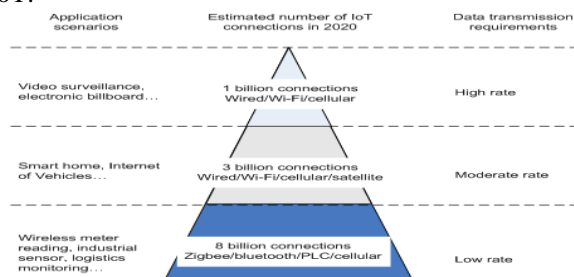 Application scenarios
Estimated number of IoT connections in 2020
Data transmission requirements
Video surveillance,
electronic billboard...
1 billion connections
Wired/Wi-Fi/cellular
High rate
Smart home, Internet
of Vehicles...
3 billion connections
Wired/Wi-Fi/cellular/satellite
Moderate rate
Wireless meter
reading, industrial
sensor, logistics
monitoring...
8 billion connections
Zigbee/bluetooth/PLC/cellular
Low rate